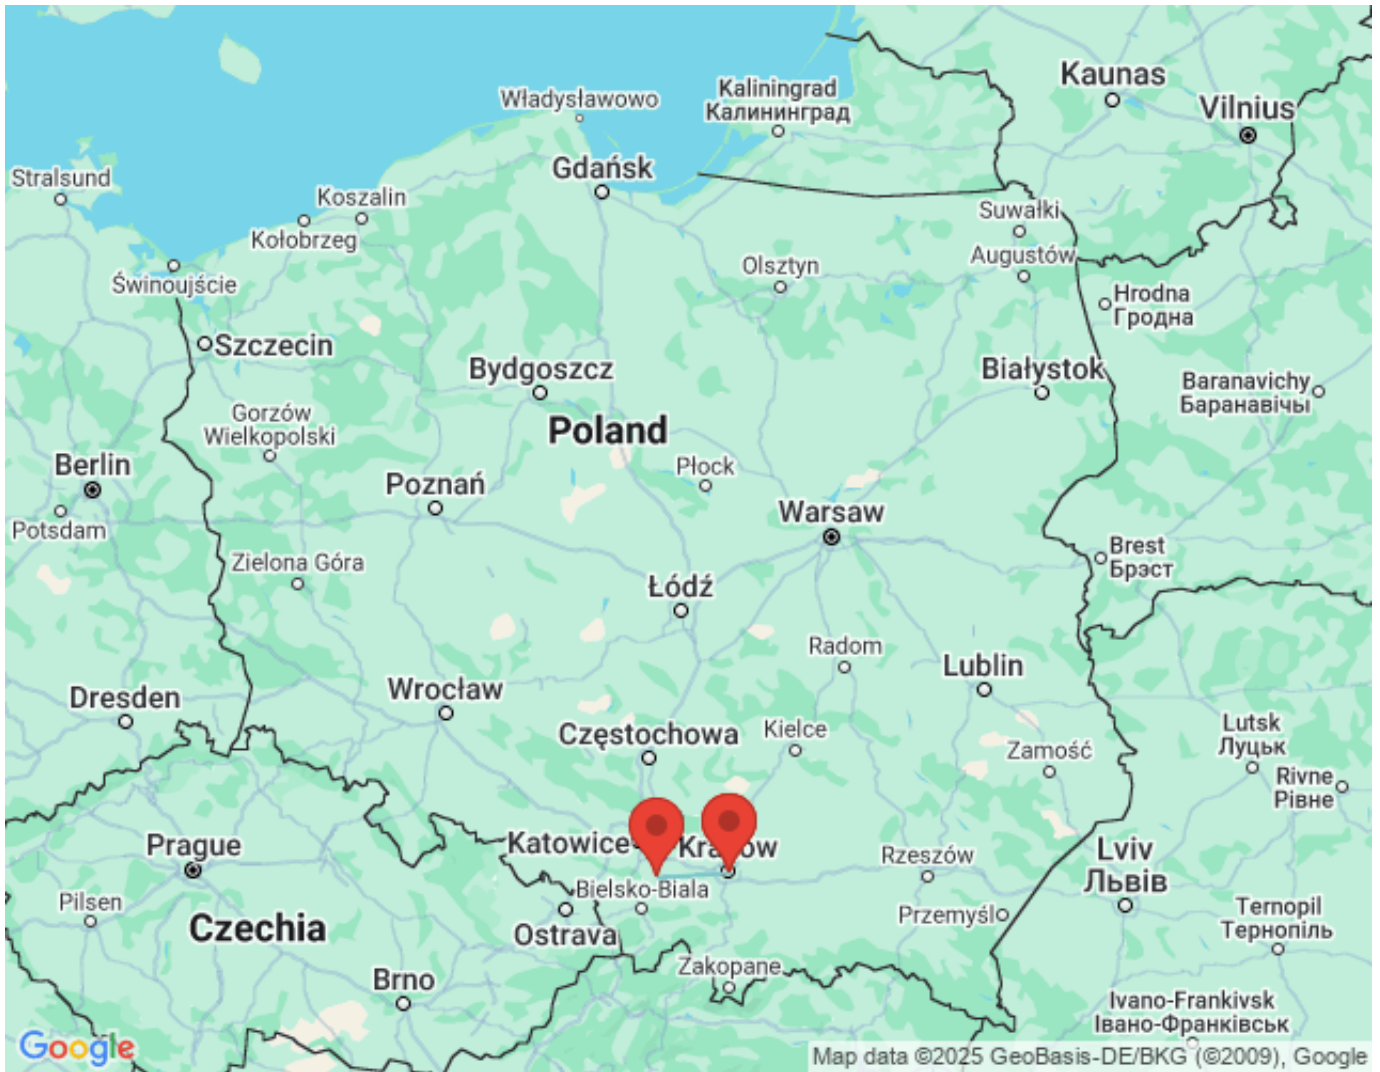 Kaunas
Kaliningrad
Калининград
Władysławowo
Vilnius
Gdańsk
Stralsund
Koszalin
Suwałki
Kołobrzeg
Augustów
Olsztyn
Świnoujście
Hrodna
Гродна
Szczecin
Bydgoszcz
Białystok
Baranavichy
Баранавічы
Gorzów
Wielkopolski
Poland
Berlin
Płock
Poznań
Warsaw
Potsdam
Brest
Брэст
Zielona Góra
Łódź
Radom
Lublin
Wrocław
Dresden
Lutsk
Луцьк
Częstochowa
Kielce
Zamość
Rivne
Рівне
Katowice
Krakow
Prague
Rzeszów
Lviv
Львів
Bielsko-Biala
Pilsen
Przemyśl
Ternopil
Тернопіль
Czechia
Ostrava
Zakopane
Brno
Ivano-Frankivsk
Івано-Франківськ
Google
Map data ©2025 GeoBasis-DE/BKG (©2009), Google